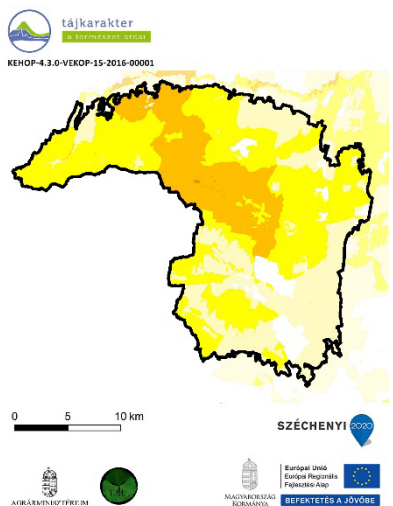 tájkarakter
a természet arcai
KEHOP-4.3.0-VEKOP-15-2016-00001
0 5 10 km
SZÉCHENYI 2020
AGRÁRMINISZTÉRIUM
MAGYARORSZÁG
KORMÁNYA
Európai Unió
Európai Regionális
Fejlesztési Alap
BEFEKTETÉS A JÖVŐBE